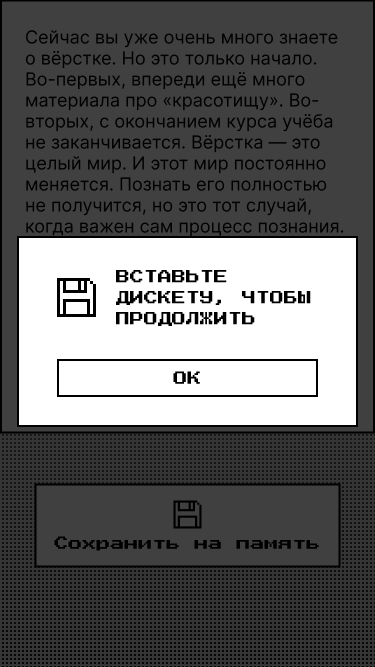 Сейчас вы уже очень много знаете
о вёрстке. Но это только начало.
Во-первых, впереди ещё много
материала про «красотищу». Во-
вторых, с окончанием курса учёба
не заканчивается. Вёрстка — это
целый мир. И этот мир постоянно
меняется. Познать его полностью
не получится, но это тот случай,
когда важен сам процесс познания.
ВСТАВЬТЕ
ДИСКЕТУ, ЧТОБЫ
ПРОДОЛЖИТЬ
ОК
Сохранить на память